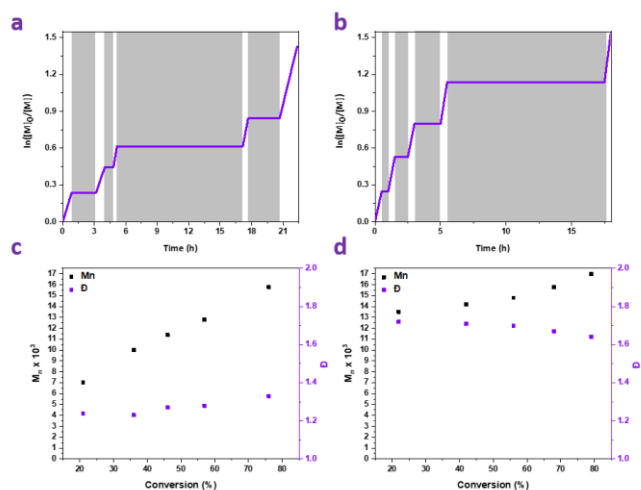 a
b
1.5
1.2
0.9
0.6
0.3
0.0
ln([M]₀/[M])
0 3 6 9 12 15 18 21
Time (h)
1.5
1.2
0.9
0.6
0.3
0.0
ln([M]₀/[M])
0 5 10 15
Time (h)
c
d
17
16
15
14
13
12
11
10
9
8
7
6
5
4
3
2
1
0
Mₙ x 10³
Mn
Đ
2.0
1.8
1.6
1.4
1.2
1.0
Đ
20 30 40 50 60 70 80
Conversion (%)
17
16
15
14
13
12
11
10
9
8
7
6
5
4
3
2
1
0
Mₙ x 10³
Mn
Đ
2.0
1.8
1.6
1.4
1.2
1.0
Đ
20 30 40 50 60 70 80
Conversion (%)